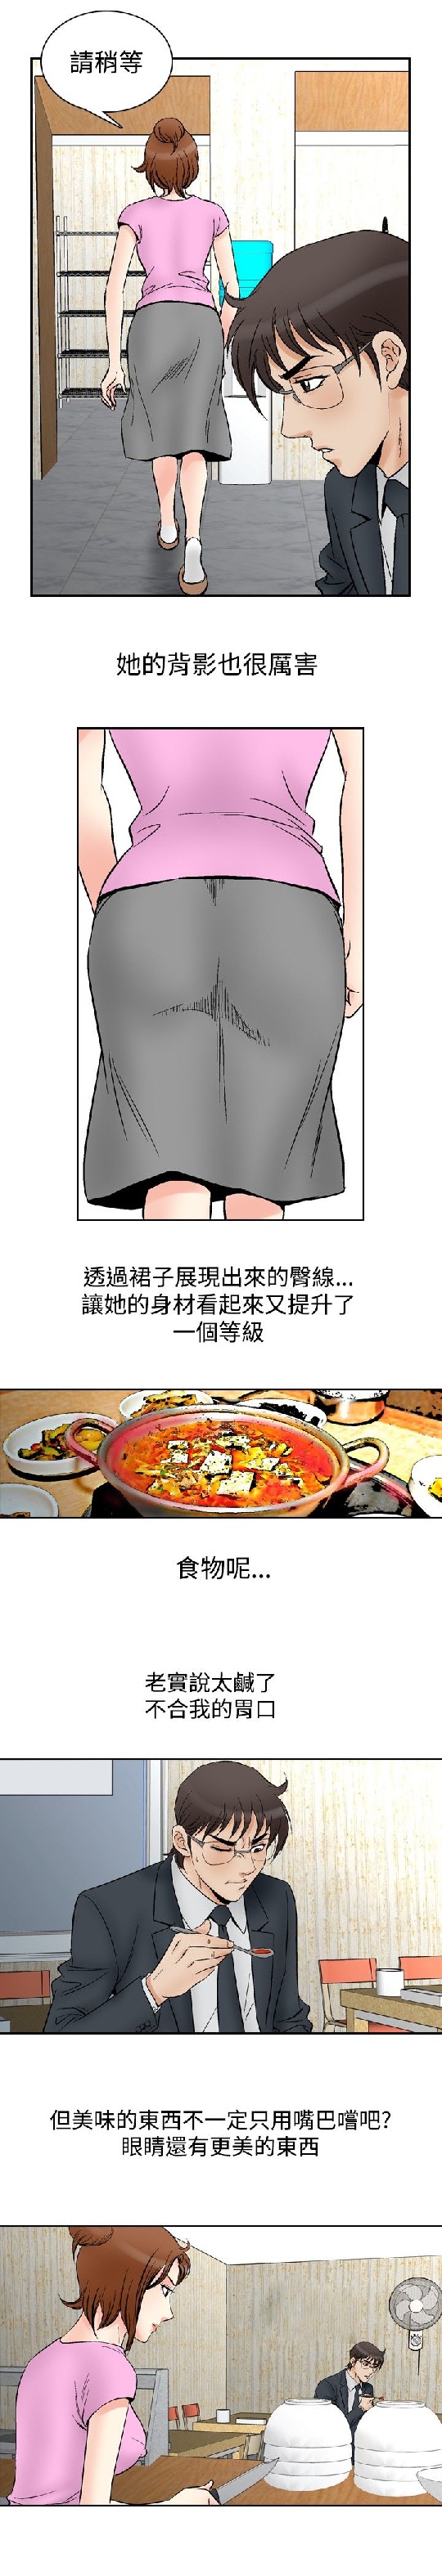 請稍等
她的背影也很厲害
透過裙子展現出來的臀線...
讓她的身材看起來又提升了
一個等級
食物呢...
老實說太鹹了
不合我的胃口
但美味的東西不一定只用嘴巴嚐吧?
眼睛還有更美的東西